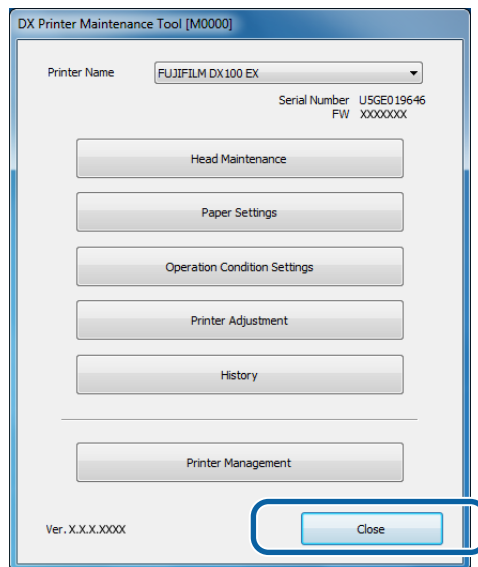 DX Printer Maintenance Tool [M0000]
Printer Name FUJIFILM DX100 EX
Serial Number U5GE019646
FW XXXXXXX
Head Maintenance
Paper Settings
Operation Condition Settings
Printer Adjustment
History
Printer Management
Ver.X.X.X.XXXX Close